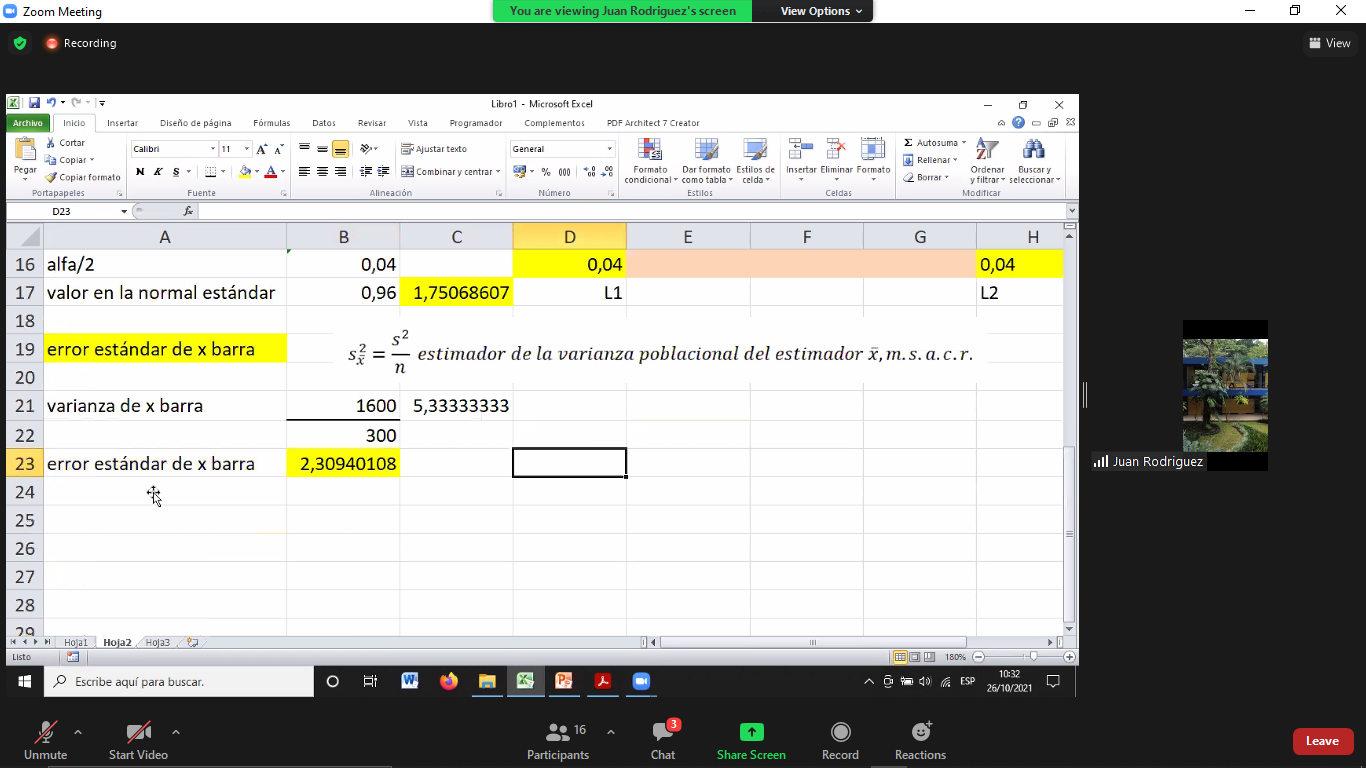 Zoom Meeting
You are viewing Juan Rodriguez's screen
View Options
Recording
View
Libro1 - Microsoft Excel
Archivo Inicio Insertar Diseño de página Fórmulas Datos Revisar Vista Programador Complementos PDF Architect 7 Creator
Pegar
Cortar
Copiar
Copiar formato
Portapapeles
Calibri 11
N K S
Fuente
Ajustar texto
Combinar y centrar
Alineación
General
% 000
Número
Formato condicional
Dar formato como tabla
Estilos de celda
Estilos
Insertar Eliminar Formato
Celdas
Σ Autosuma
Rellenar
Borrar
Ordenar y filtrar
Buscar y seleccionar
Modificar
D23 fx
A B C D E F G H
16 alfa/2 0,04 0,04 0,04
17 valor en la normal estándar 0,96 1,75068607 L1 L2
18
19 error estándar de x barra
s²x̄ = s²/n estimador de la varianza poblacional del estimador x̄, m. s. a. c. r.
20
21 varianza de x barra 1600 5,33333333
22 300
23 error estándar de x barra 2,30940108
24
25
26
27
28
29
Hoja1 Hoja2 Hoja3
Listo
180%
Escribe aquí para buscar.
ESP
10:32
26/10/2021
Juan Rodriguez
Unmute
Start Video
16
Participants
3
Chat
Share Screen
Record
Reactions
Leave